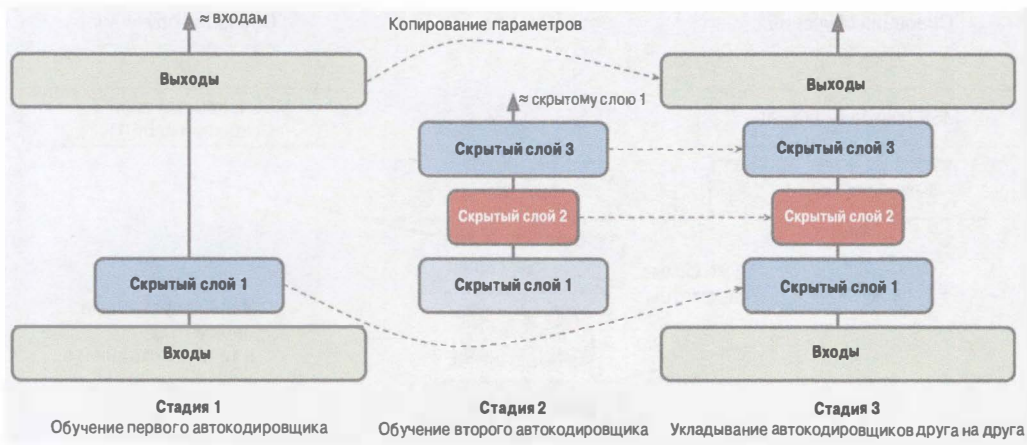 ≈ входам
Копирование параметров
Выходы
Выходы
≈ скрытому слою 1
Скрытый слой 3
Скрытый слой 3
Скрытый слой 2
Скрытый слой 2
Скрытый слой 1
Скрытый слой 1
Скрытый слой 1
Входы
Входы
Стадия 1
Обучение первого автокодировщика
Стадия 2
Обучение второго автокодировщика
Стадия 3
Укладывание автокодировщиков друга на друга